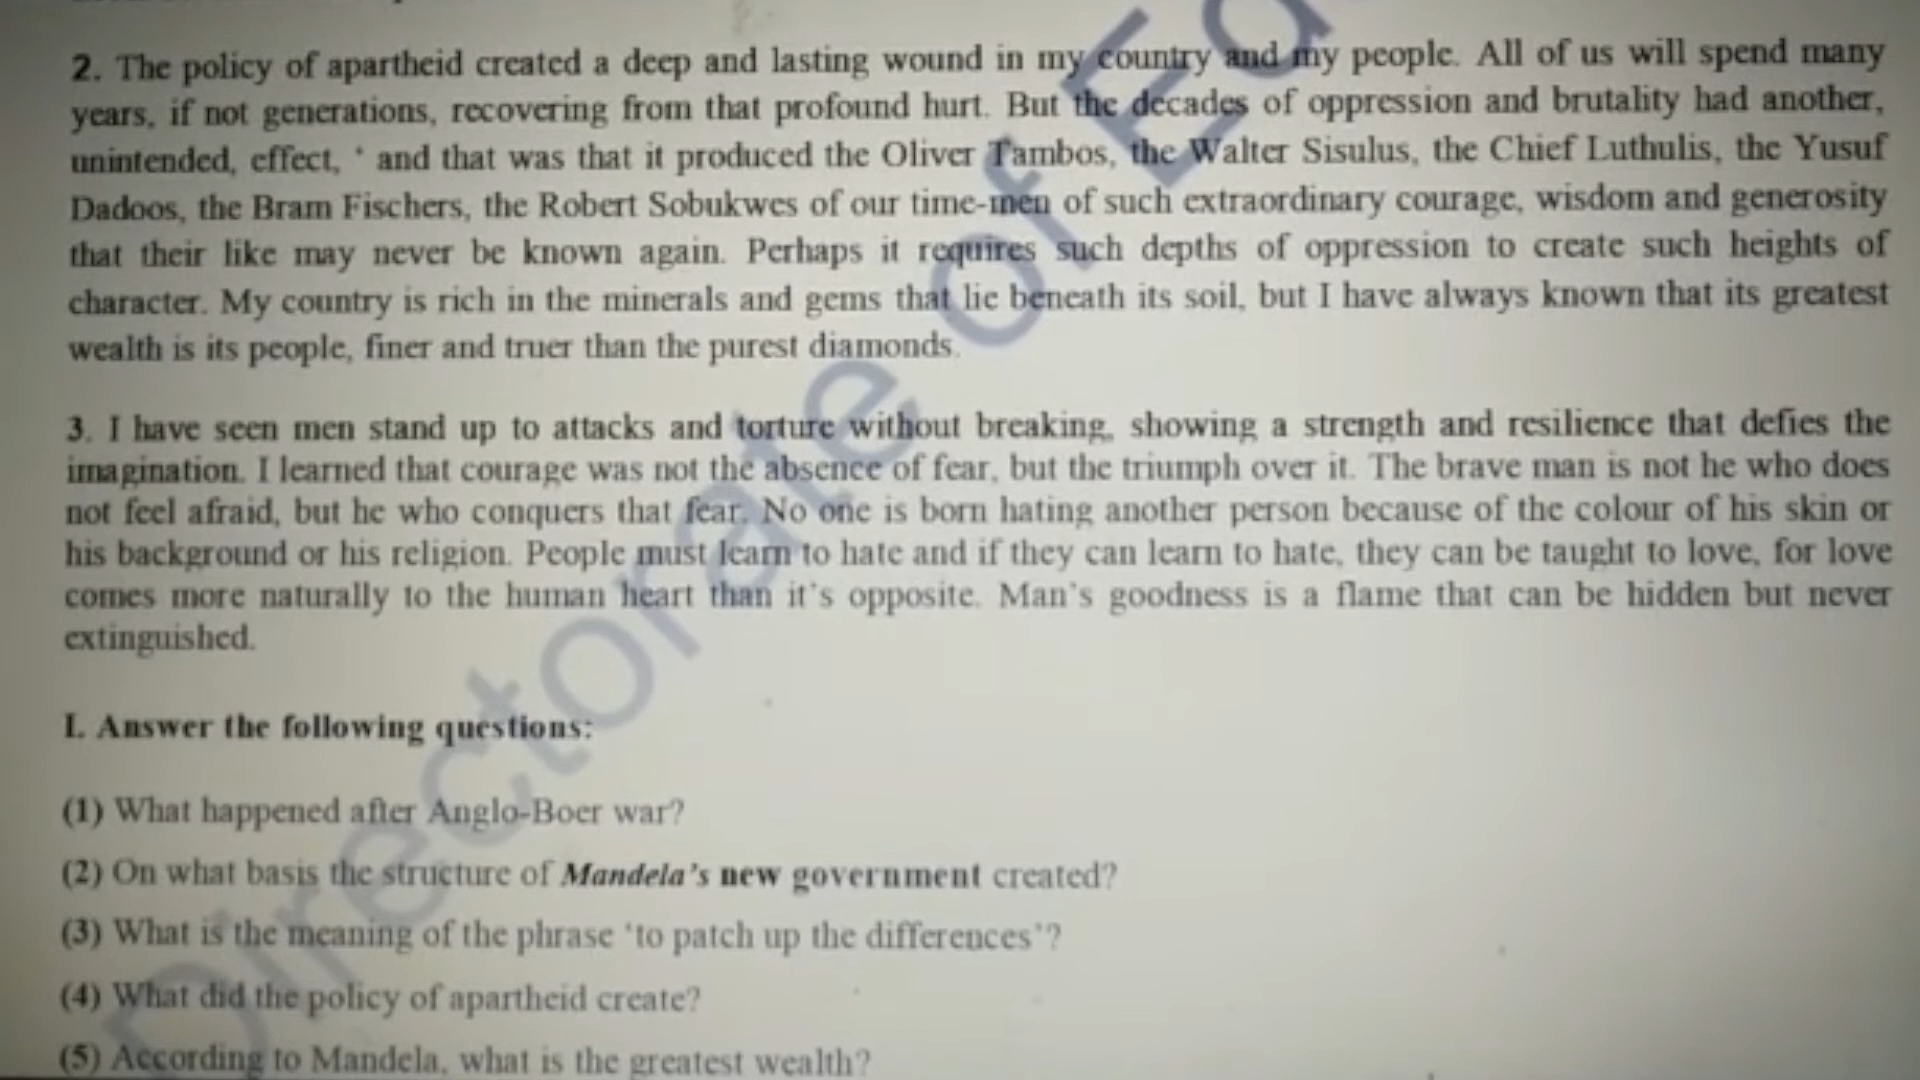 2. The policy of apartheid created a deep and lasting wound in my country and my people. All of us will spend many
years, if not generations, recovering from that profound hurt. But the decades of oppression and brutality had another,
unintended, effect, ‘ and that was that it produced the Oliver Tambos, the Walter Sisulus, the Chief Luthulis, the Yusuf
Dadoos, the Bram Fischers, the Robert Sobukwes of our time-men of such extraordinary courage, wisdom and generosity
that their like may never be known again. Perhaps it requires such depths of oppression to create such heights of
character. My country is rich in the minerals and gems that lie beneath its soil, but I have always known that its greatest
wealth is its people, finer and truer than the purest diamonds.
3. I have seen men stand up to attacks and torture without breaking, showing a strength and resilience that defies the
imagination. I learned that courage was not the absence of fear, but the triumph over it. The brave man is not he who does
not feel afraid, but he who conquers that fear. No one is born hating another person because of the colour of his skin or
his background or his religion. People must learn to hate and if they can learn to hate, they can be taught to love, for love
comes more naturally to the human heart than it's opposite. Man's goodness is a flame that can be hidden but never
extinguished.
I. Answer the following questions:
(1) What happened after Anglo-Boer war?
(2) On what basis the structure of Mandela's new government created?
(3) What is the meaning of the phrase 'to patch up the differences'?
(4) What did the policy of apartheid create?
(5) According to Mandela, what is the greatest wealth?
Directorate of